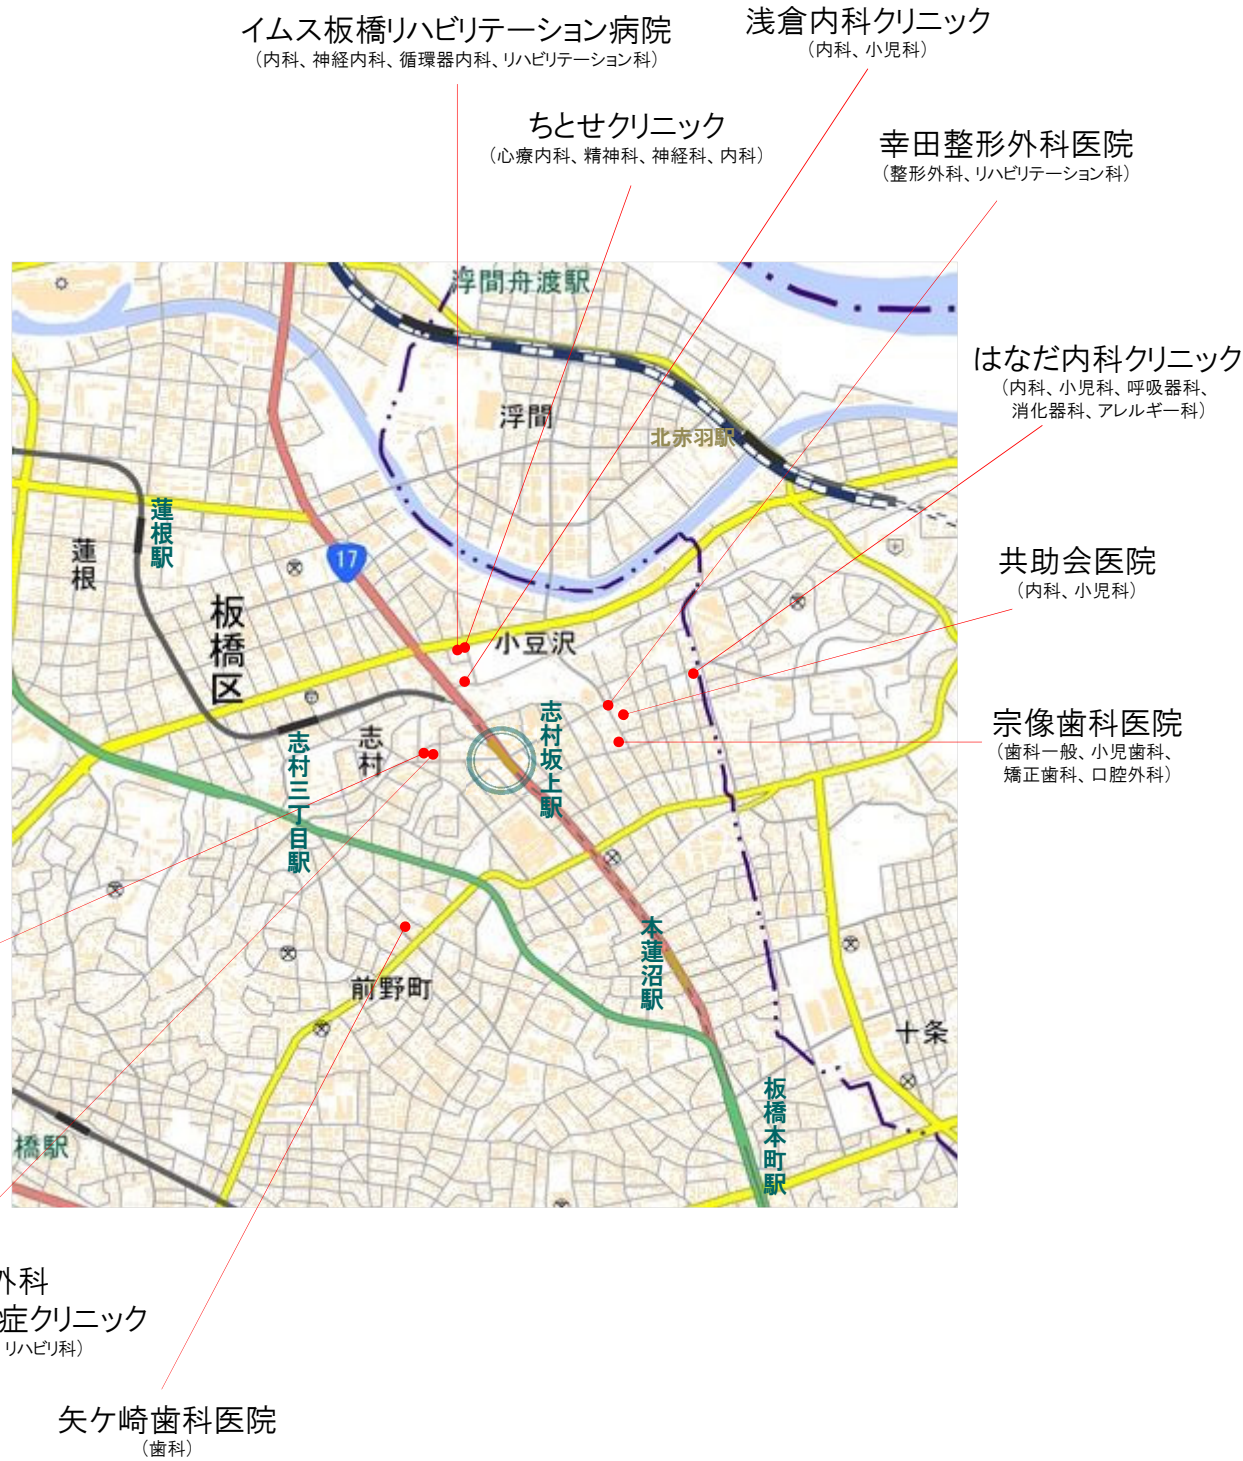 イムス板橋リハビリテーション病院
（内科、神経内科、循環器内科、リハビリテーション科）
浅倉内科クリニック
（内科、小児科）
ちとせクリニック
（心療内科、精神科、神経科、内科）
幸田整形外科医院
（整形外科、リハビリテーション科）
浮間舟渡駅
はなだ内科クリニック
（内科、小児科、呼吸器科、
消化器科、アレルギー科）
浮間
北赤羽駅
蓮根駅
蓮根
17
板橋区
共助会医院
（内科、小児科）
小豆沢
志村坂上駅
志村
志村三丁目駅
宗像歯科医院
（歯科一般、小児歯科、
矯正歯科、口腔外科）
本蓮沼駅
前野町
十条
板橋本町駅
橋駅
外科
症クリニック
リハビリ科）
矢ケ崎歯科医院
（歯科）